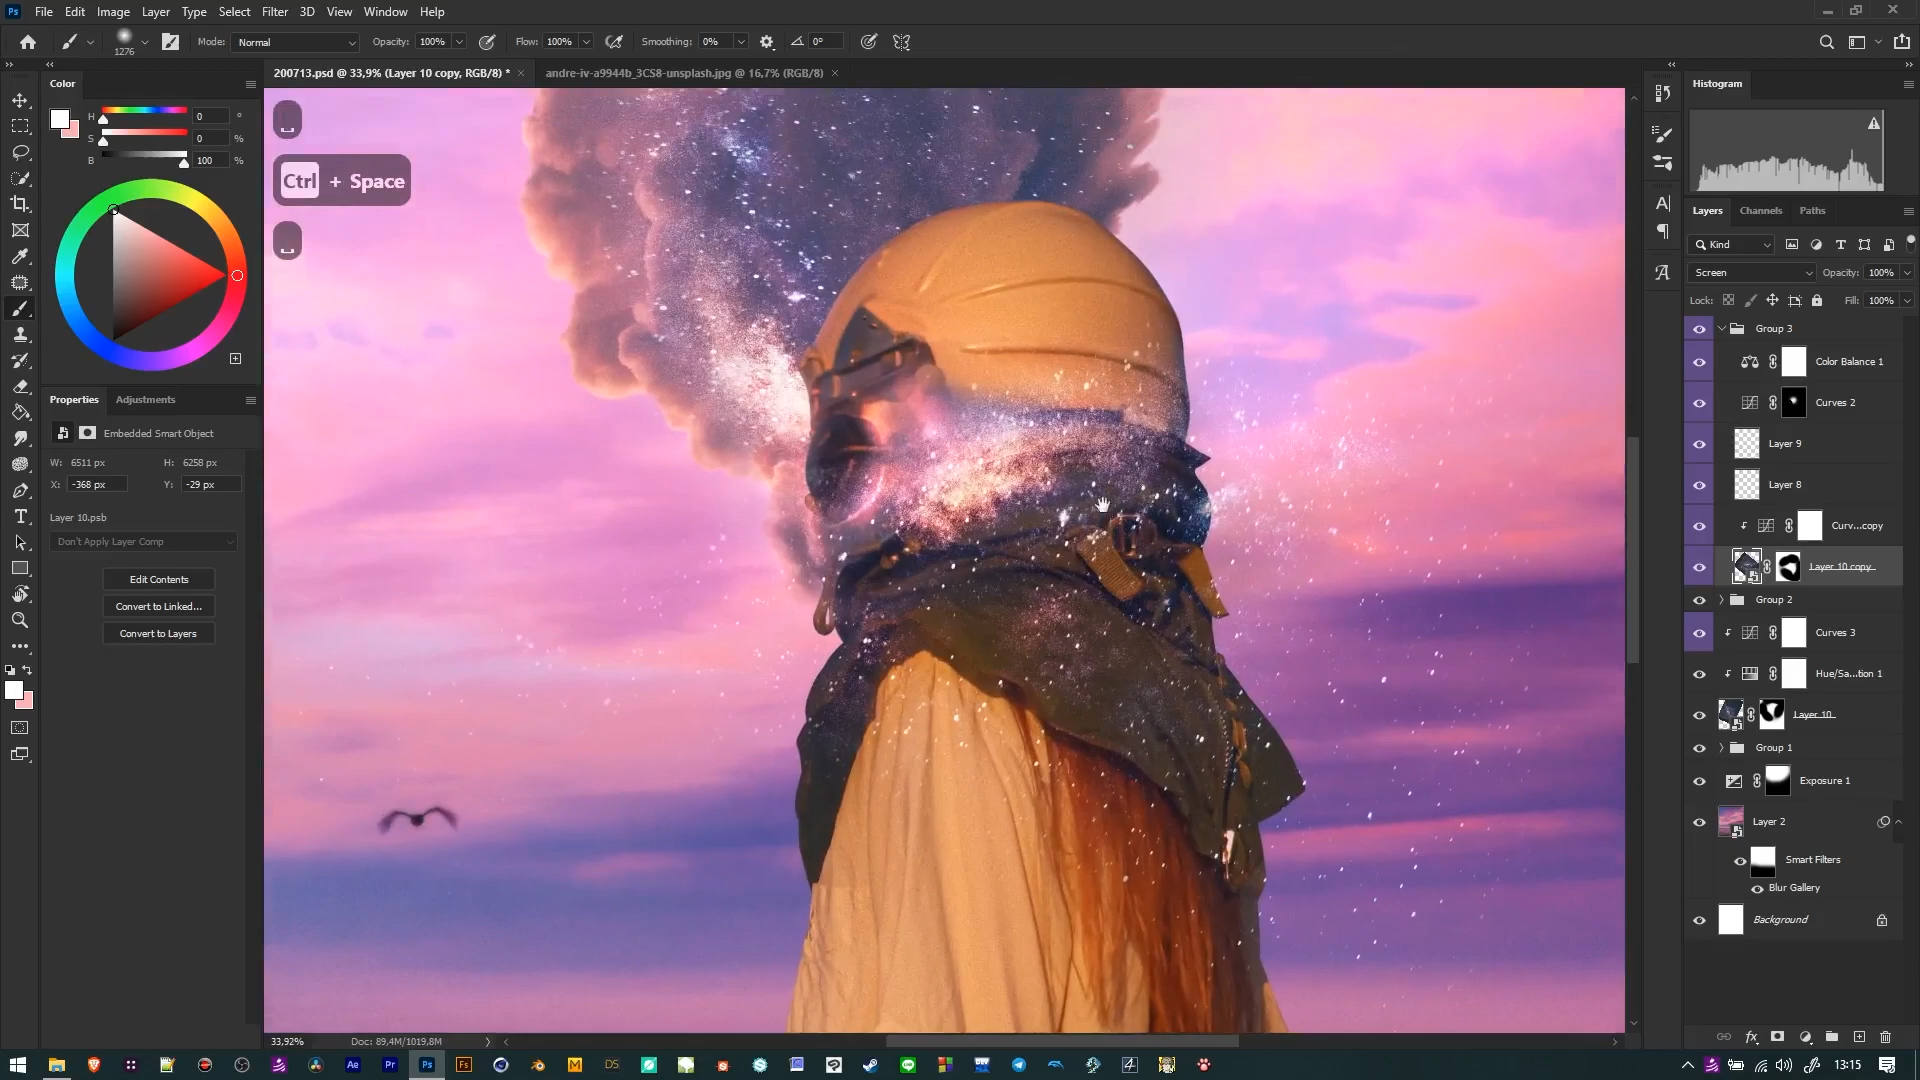 Ps File Edit Image Layer Type Select Filter 3D View Window Help
1276 Mode: Normal Opacity: 100% Flow: 100% Smoothing: 0% 0°
Color
200713.psd @ 33,9% (Layer 10 copy, RGB/8) *
andre-iv-a9944b_3CS8-unsplash.jpg @ 16,7% (RGB/8)
Histogram
H 0 °
S 0 %
B 100 %
Ctrl + Space
Layers Channels Paths
Kind
Screen Opacity: 100%
Lock: Fill: 100%
Group 3
Color Balance 1
Curves 2
Layer 9
Layer 8
Curv...copy
Layer 10 copy
Group 2
Curves 3
Hue/Sa...tion 1
Layer 10
Group 1
Exposure 1
Layer 2
Smart Filters
Blur Gallery
Background
Properties Adjustments
Embedded Smart Object
W: 6511 px H: 6258 px
X: -368 px Y: -29 px
Layer 10.psb
Don't Apply Layer Comp
Edit Contents
Convert to Linked...
Convert to Layers
33,92% Doc: 89,4M/1019,8M
Ae Pr Ps Fs M DS
13:15